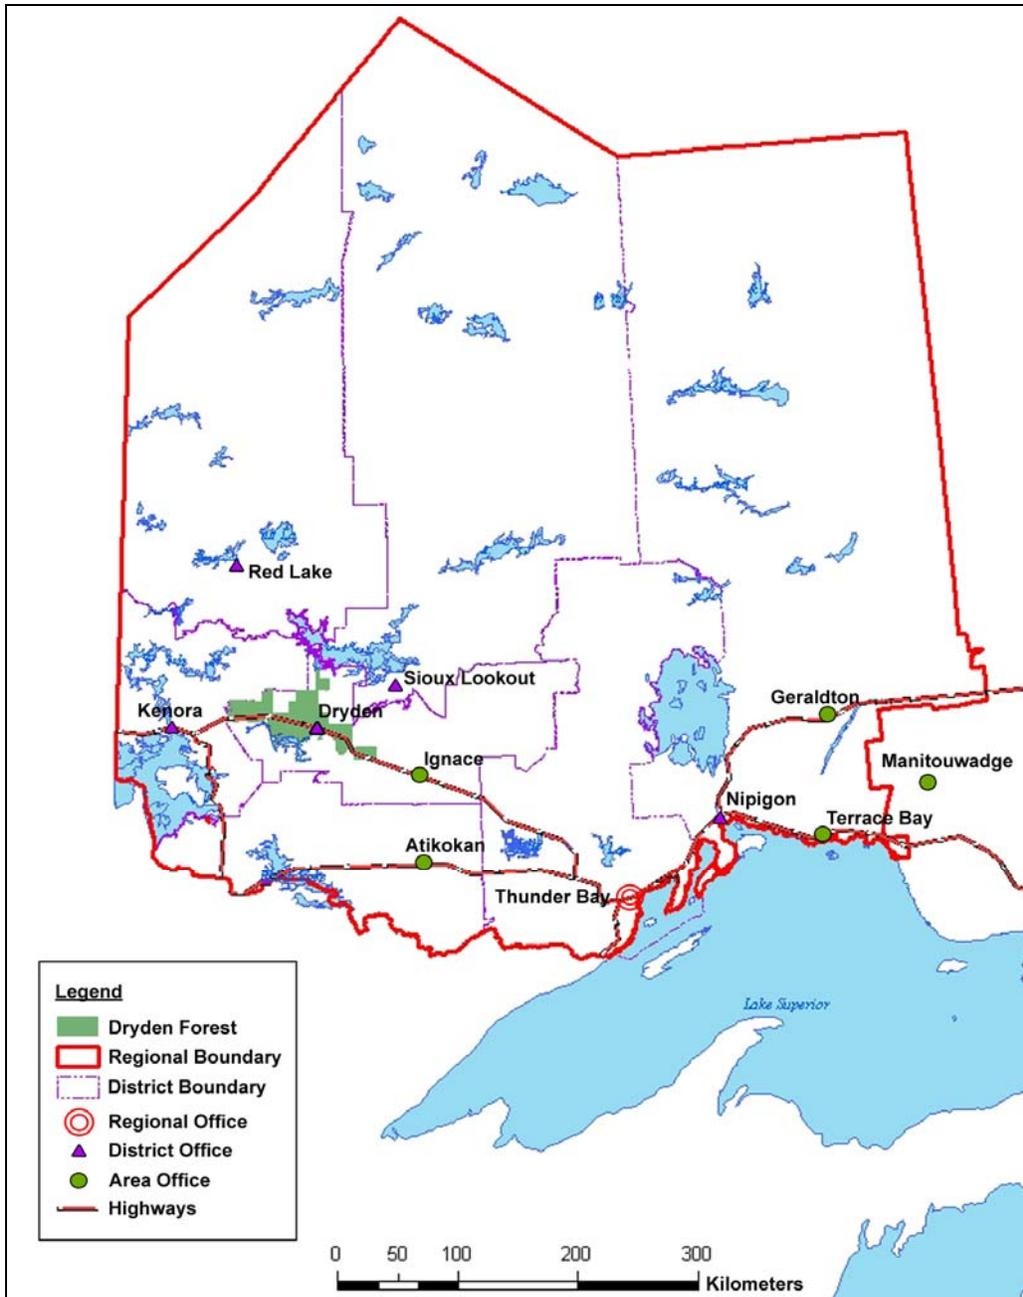 Red Lake
Sioux Lookout
Kenora
Dryden
Geraldton
Ignace
Manitouwadge
Nipigon
Terrace Bay
Atikokan
Thunder Bay
Lake Superior
Legend
Dryden Forest
Regional Boundary
District Boundary
Regional Office
District Office
Area Office
Highways
0 50 100 200 300
Kilometers